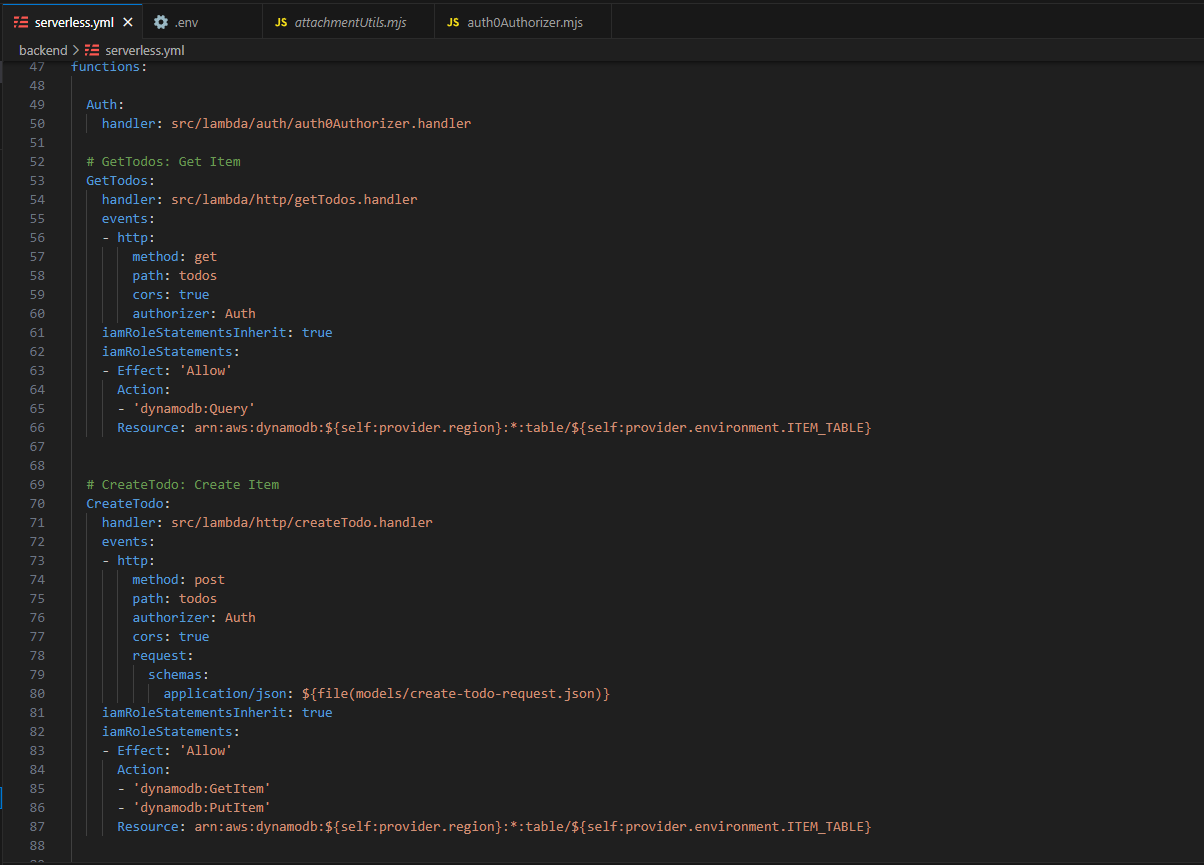 serverless.yml
.env
JS attachmentUtils.mjs
JS auth0Authorizer.mjs
backend > serverless.yml
47 functions:
48
49 Auth:
50 handler: src/lambda/auth/auth0Authorizer.handler
51
52 # GetTodos: Get Item
53 GetTodos:
54 handler: src/lambda/http/getTodos.handler
55 events:
56 - http:
57 method: get
58 path: todos
59 cors: true
60 authorizer: Auth
61 iamRoleStatementsInherit: true
62 iamRoleStatements:
63 - Effect: 'Allow'
64 Action:
65 - 'dynamodb:Query'
66 Resource: arn:aws:dynamodb:${self:provider.region}:*:table/${self:provider.environment.ITEM_TABLE}
67
68
69 # CreateTodo: Create Item
70 CreateTodo:
71 handler: src/lambda/http/createTodo.handler
72 events:
73 - http:
74 method: post
75 path: todos
76 authorizer: Auth
77 cors: true
78 request:
79 schemas:
80 application/json: ${file(models/create-todo-request.json)}
81 iamRoleStatementsInherit: true
82 iamRoleStatements:
83 - Effect: 'Allow'
84 Action:
85 - 'dynamodb:GetItem'
86 - 'dynamodb:PutItem'
87 Resource: arn:aws:dynamodb:${self:provider.region}:*:table/${self:provider.environment.ITEM_TABLE}
88